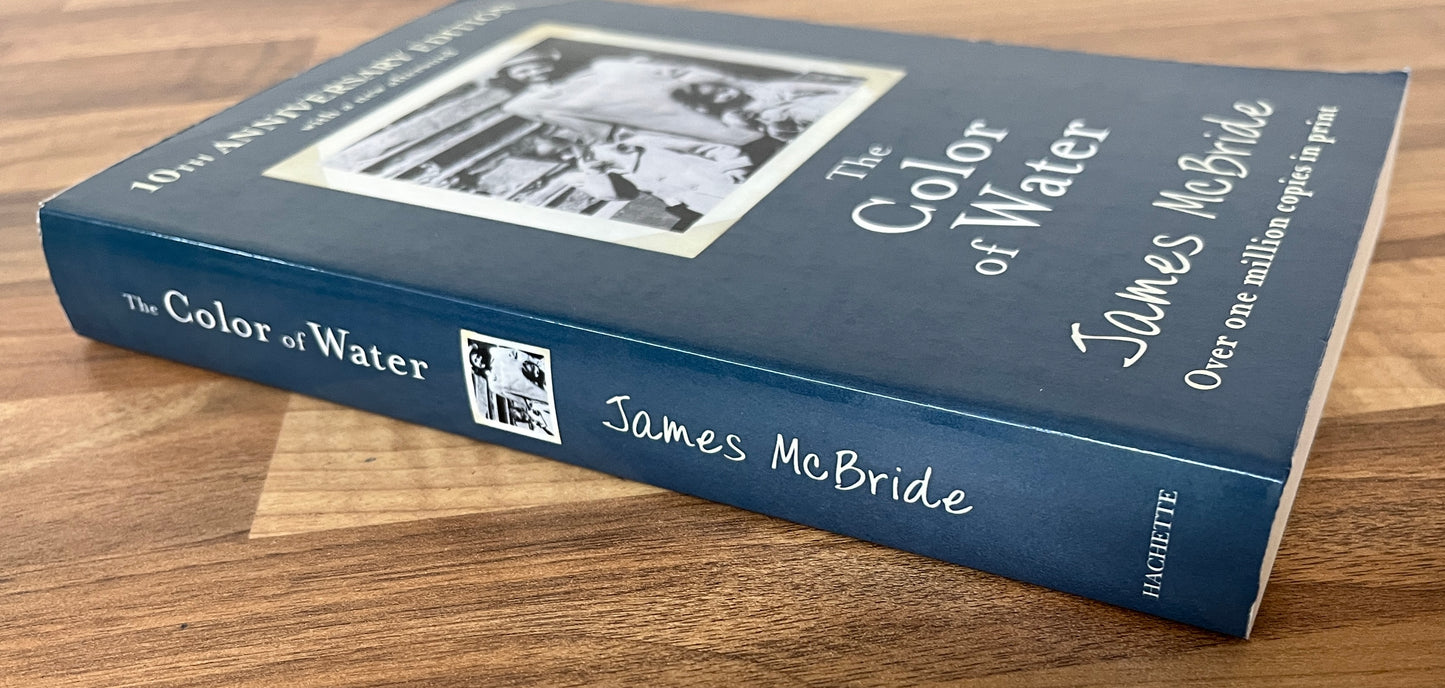 10TH ANNIVERSARY EDITION
with a new afterword
The
Color
of Water
James McBride
Over one million copies in print
The Color of Water
James McBride
HACHETTE